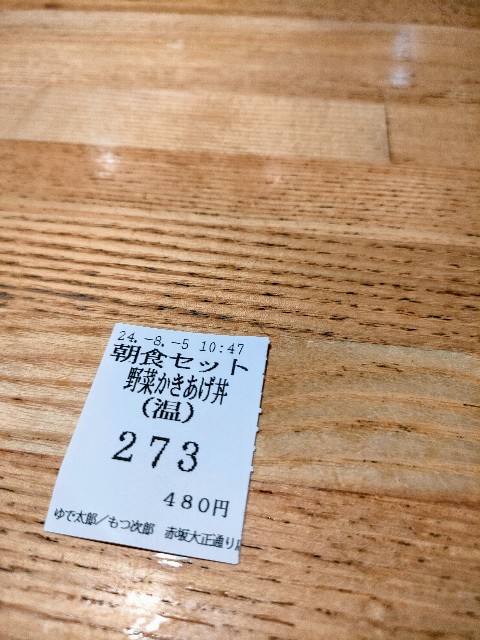 24.-8.-5 10:47
朝食セット
野菜かきあげ丼
(温)
273
480円
ゆで太郎/もつ次郎 赤坂大正通り